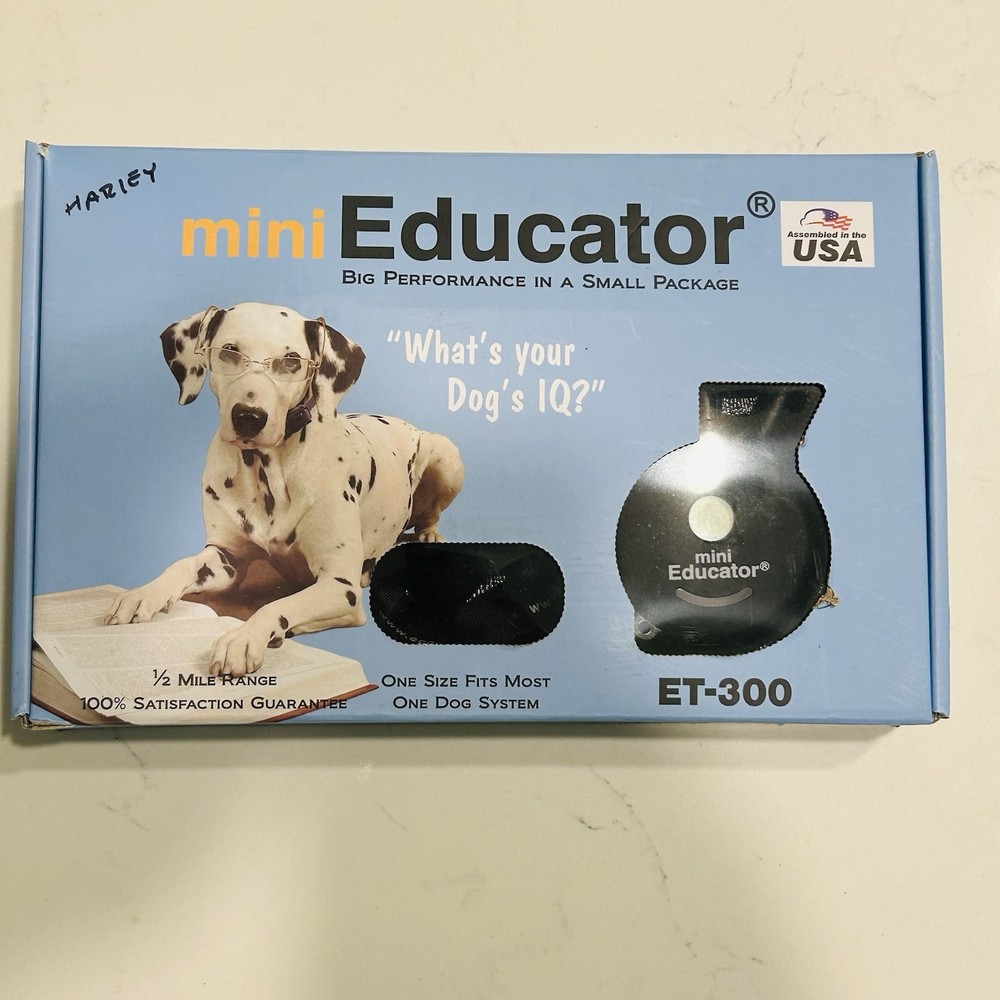 HARLEY
mini Educator®
Assembled in the
USA
BIG PERFORMANCE IN A SMALL PACKAGE
“What's your
Dog's IQ?”
mini
Educator®
½ MILE RANGE
100% SATISFACTION GUARANTEE
ONE SIZE FITS MOST
ONE DOG SYSTEM
ET-300